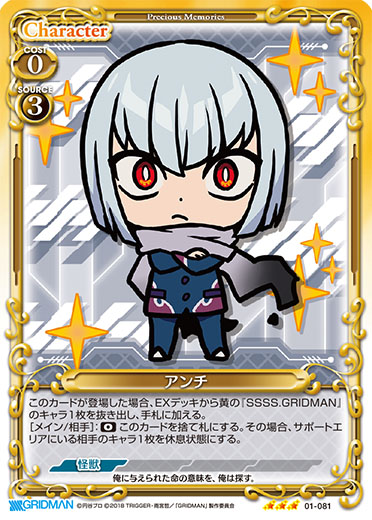 Precious Memories
Character
COST
0
SOURCE
3
アンチ
このカードが登場した場合、EXデッキから黄の『SSSS.GRIDMAN』
のキャラ1枚を抜き出し、手札に加える。
[メイン/相手]:0 このカードを捨て札にする。その場合、サポートエ
リアにいる相手のキャラ1枚を休息状態にする。
怪獣
俺に与えられた命の意味を、俺は探す。
GRIDMAN
©円谷プロ ©2018 TRIGGER・雨宮哲/「GRIDMAN」製作委員会
01-081